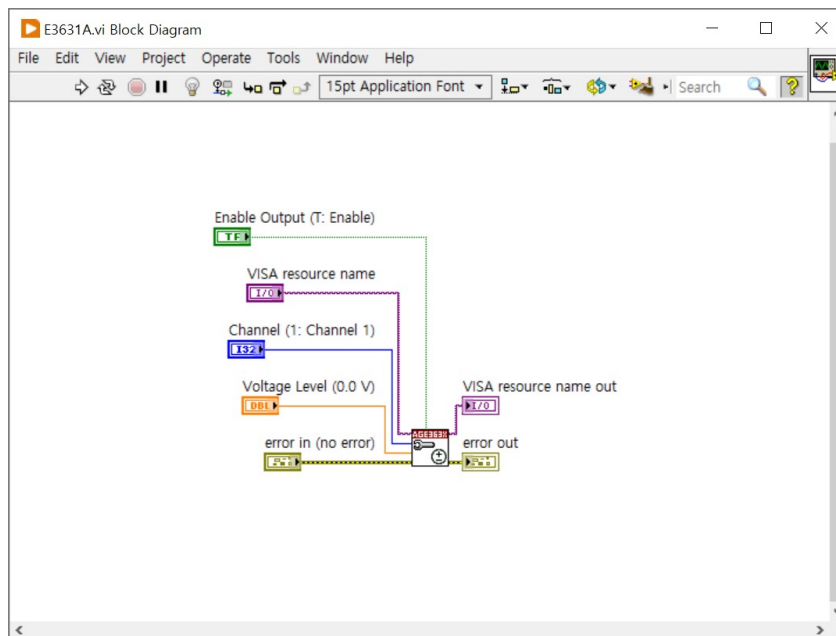 E3631A.vi Block Diagram
File Edit View Project Operate Tools Window Help
15pt Application Font Search
Enable Output (T: Enable)
TF
VISA resource name
I/O
Channel (1: Channel 1)
I32
Voltage Level (0.0 V)
DBL
VISA resource name out
I/O
AGE363X
error in (no error)
error out